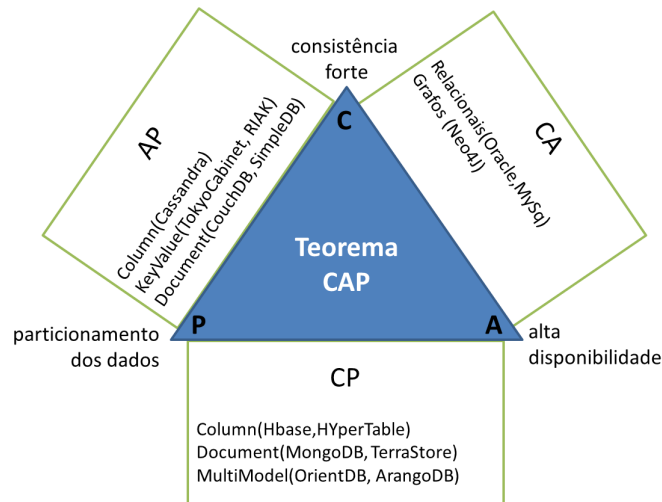 consistência
forte
C
AP
Column(Cassandra)
KeyValue(TokyoCabinet, RIAK)
Document(CouchDB, SimpleDB)
CA
Relacionais(Oracle,MySq)
Grafos (Neo4J)
Teorema
CAP
P
A
particionamento
dos dados
alta
disponibilidade
CP
Column(Hbase,HYperTable)
Document(MongoDB, TerraStore)
MultiModel(OrientDB, ArangoDB)